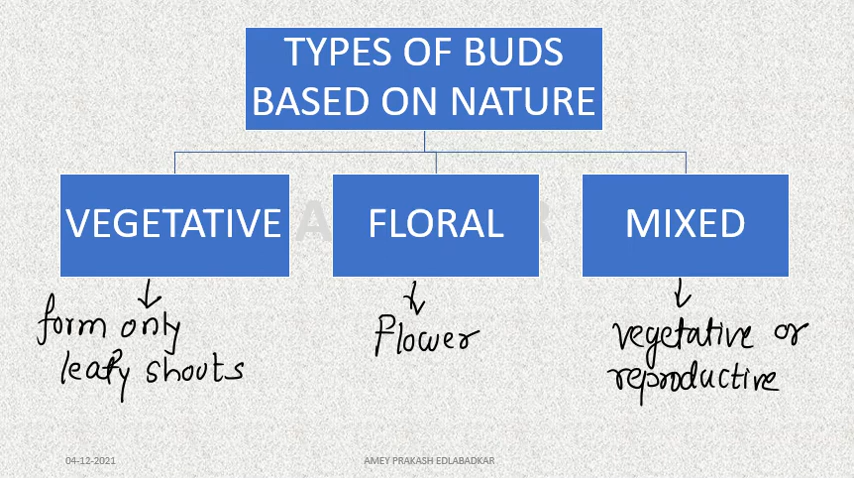 TYPES OF BUDS
BASED ON NATURE
VEGETATIVE
FLORAL
MIXED
form only
leafy shouts
Flower
vegetative or
reproductive
04-12-2021
AMEY PRAKASH EDLABADKAR